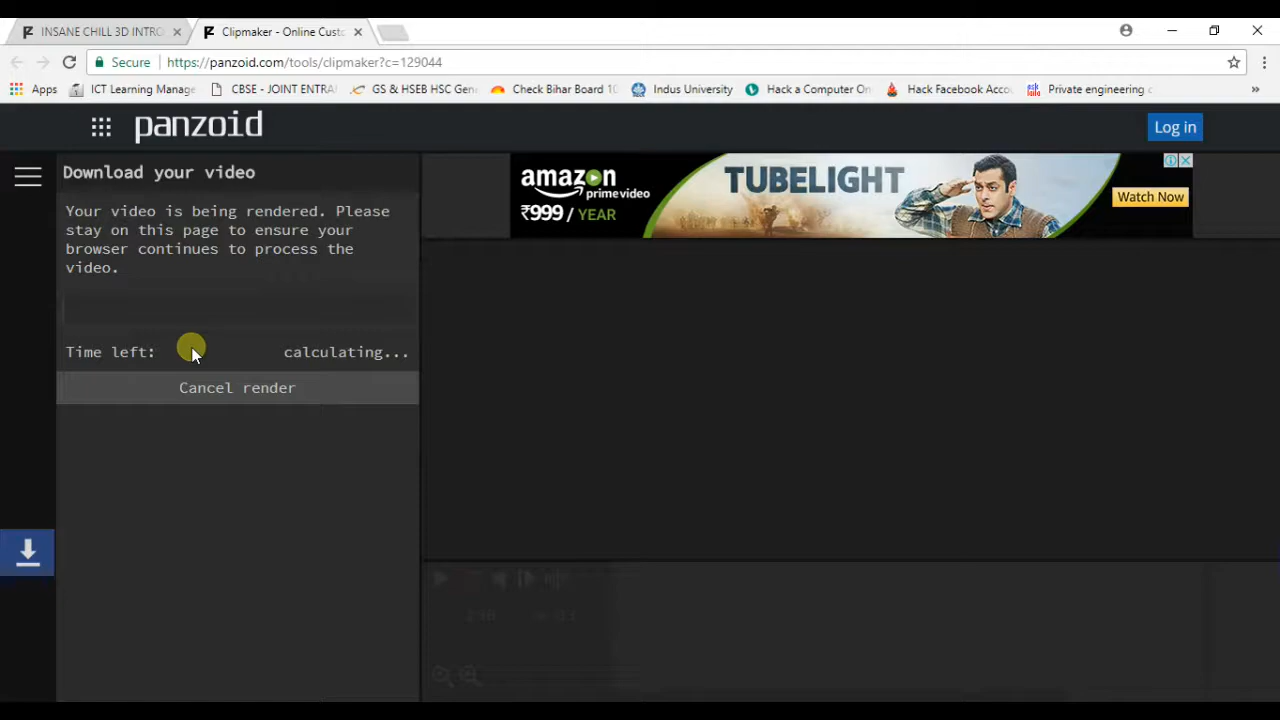 INSANE CHILL 3D INTRO
Clipmaker - Online Custo
Secure https://panzoid.com/tools/clipmaker?c=129044
Apps ICT Learning Manage CBSE - JOINT ENTRA GS & HSEB HSC Gene Check Bihar Board 10 Indus University Hack a Computer On Hack Facebook Acco Private engineering c »
panzoid
Log in
Download your video
Your video is being rendered. Please
stay on this page to ensure your
browser continues to process the
video.
Time left: calculating...
Cancel render
amazon
prime video
₹999 / YEAR
TUBELIGHT
Watch Now